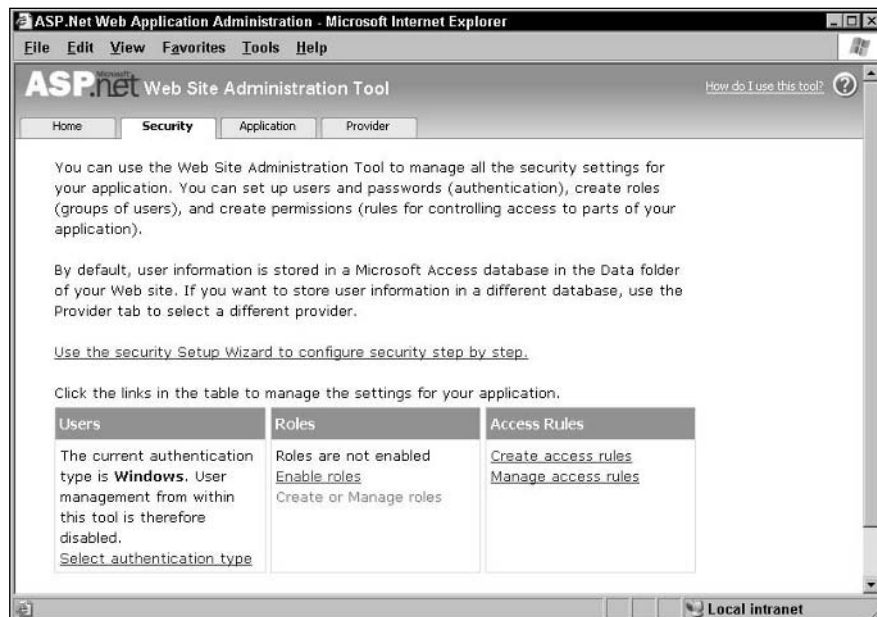 ASP.Net Web Application Administration - Microsoft Internet Explorer
File Edit View Favorites Tools Help
Microsoft
ASP.net Web Site Administration Tool
How do I use this tool? ?
Home Security Application Provider
You can use the Web Site Administration Tool to manage all the security settings for
your application. You can set up users and passwords (authentication), create roles
(groups of users), and create permissions (rules for controlling access to parts of your
application).
By default, user information is stored in a Microsoft Access database in the Data folder
of your Web site. If you want to store user information in a different database, use the
Provider tab to select a different provider.
Use the security Setup Wizard to configure security step by step.
Click the links in the table to manage the settings for your application.
Users Roles Access Rules
The current authentication
type is Windows. User
management from within
this tool is therefore
disabled.
Select authentication type
Roles are not enabled
Enable roles
Create or Manage roles
Create access rules
Manage access rules
Local intranet